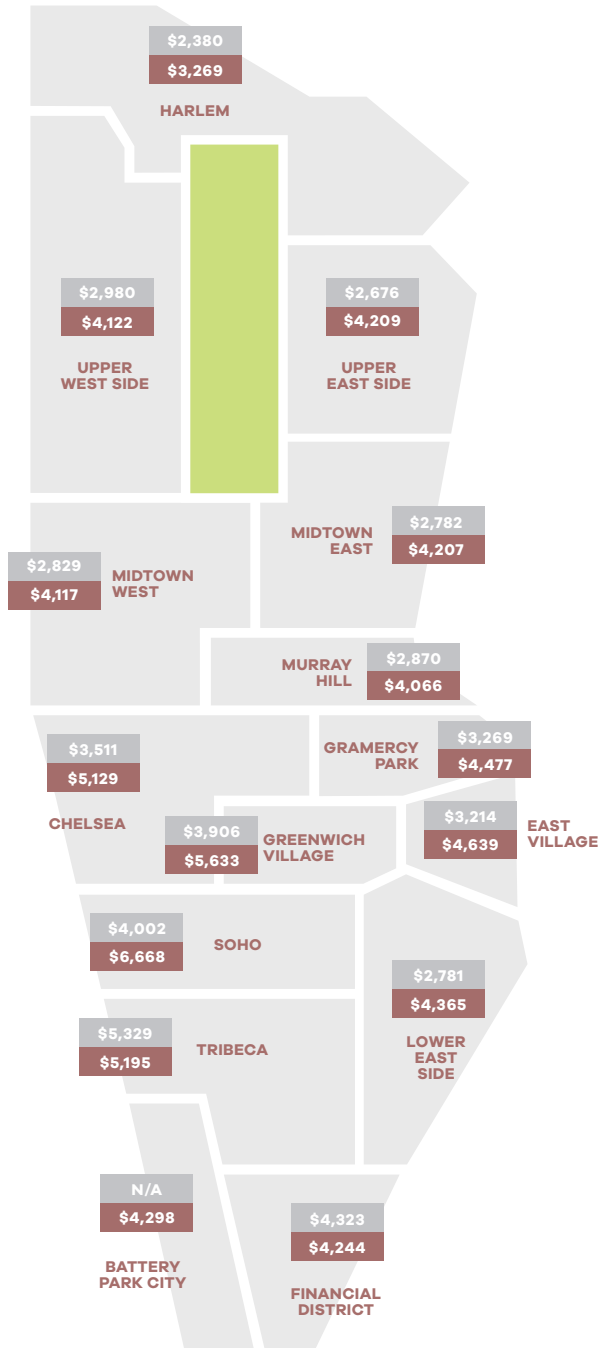 $2,380
$3,269
HARLEM
$2,980
$4,122
UPPER
WEST SIDE
$2,676
$4,209
UPPER
EAST SIDE
MIDTOWN
EAST
$2,782
$4,207
$2,829
$4,117
MIDTOWN
WEST
MURRAY
HILL
$2,870
$4,066
$3,511
$5,129
CHELSEA
GRAMERCY
PARK
$3,269
$4,477
$3,906
$5,633
GREENWICH
VILLAGE
$3,214
$4,639
EAST
VILLAGE
$4,002
$6,668
SOHO
$2,781
$4,365
LOWER
EAST
SIDE
$5,329
$5,195
TRIBECA
N/A
$4,298
BATTERY
PARK CITY
$4,323
$4,244
FINANCIAL
DISTRICT